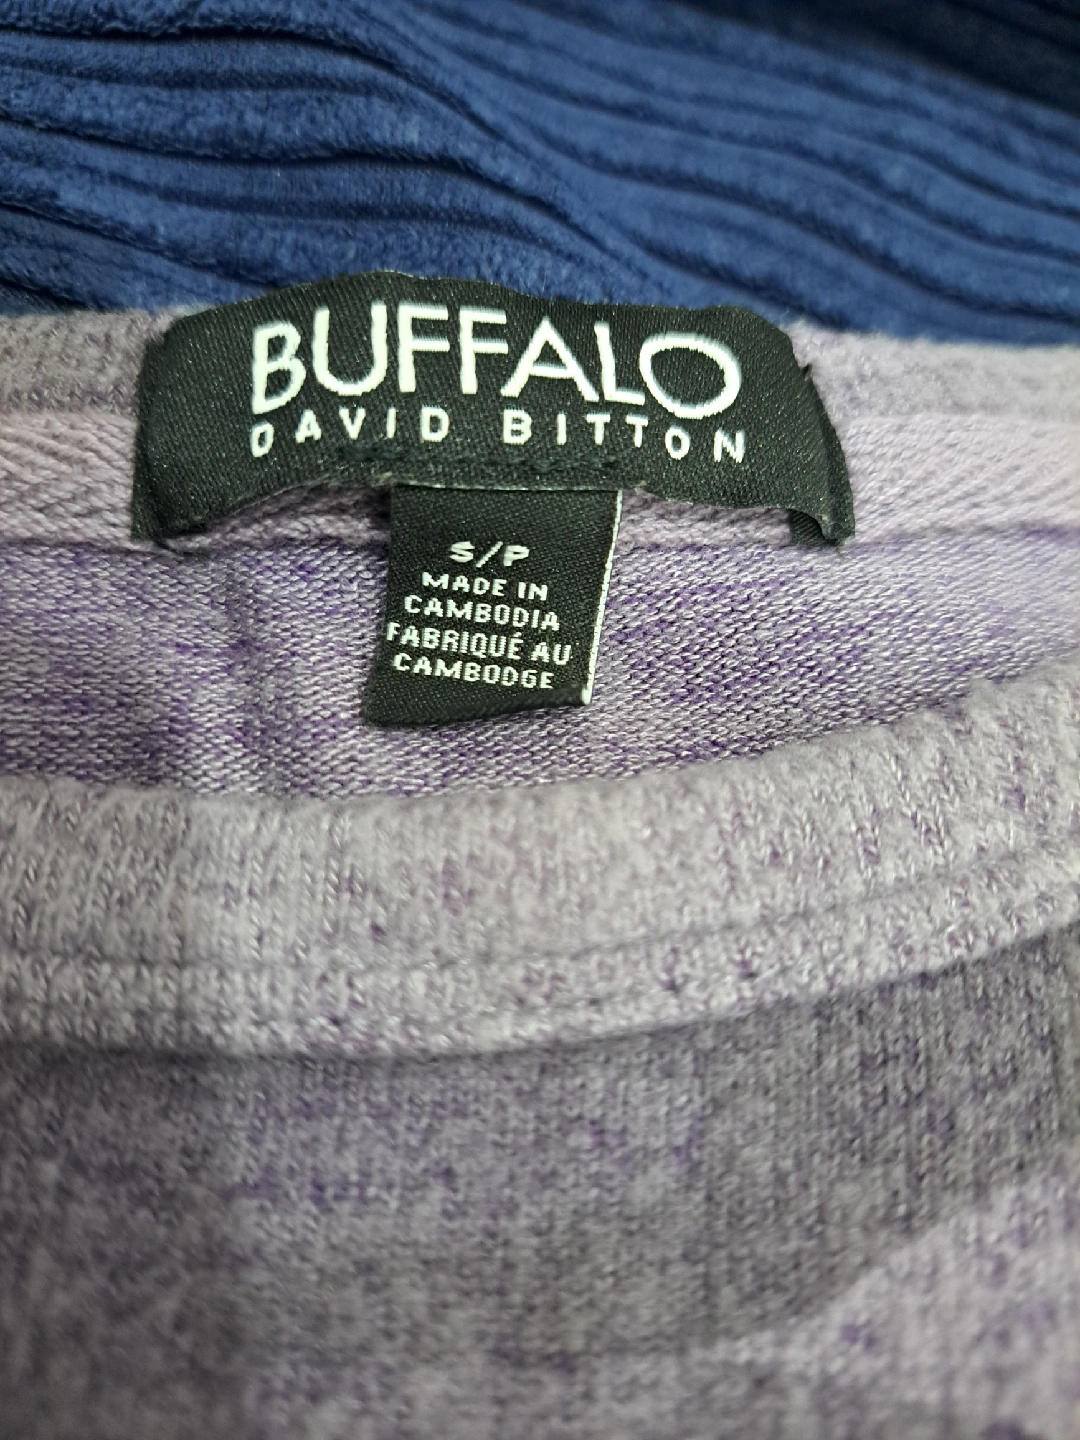 BUFFALO
DAVID BITTON
S/P
MADE IN
CAMBODIA
FABRIQUÉ AU
CAMBODGE